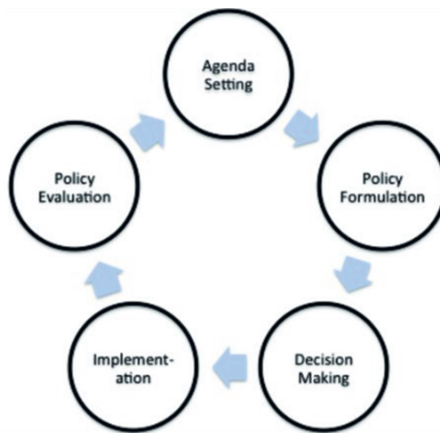 Agenda
Setting
Policy
Formulation
Decision
Making
Implement-
ation
Policy
Evaluation